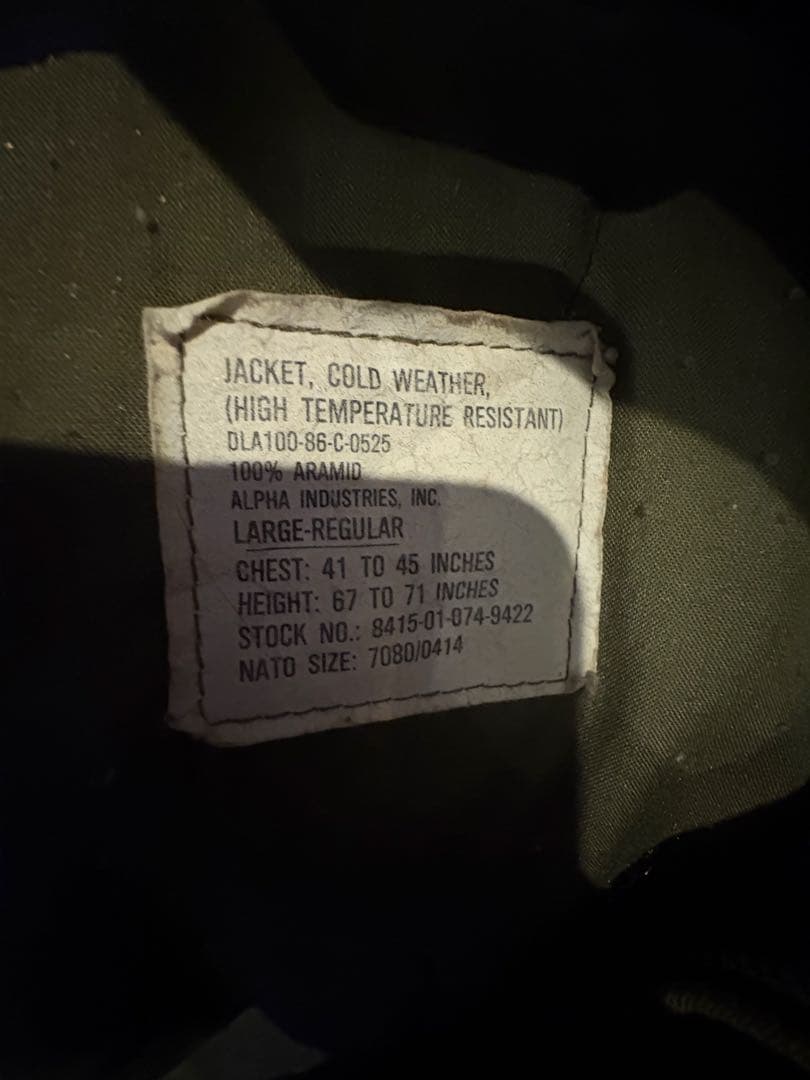 JACKET, COLD WEATHER,
(HIGH TEMPERATURE RESISTANT)
DLA100-86-C-0525
100% ARAMID
ALPHA INDUSTRIES, INC.
LARGE-REGULAR
CHEST: 41 TO 45 INCHES
HEIGHT: 67 TO 71 INCHES
STOCK NO.: 8415-01-074-9422
NATO SIZE: 7080/0414